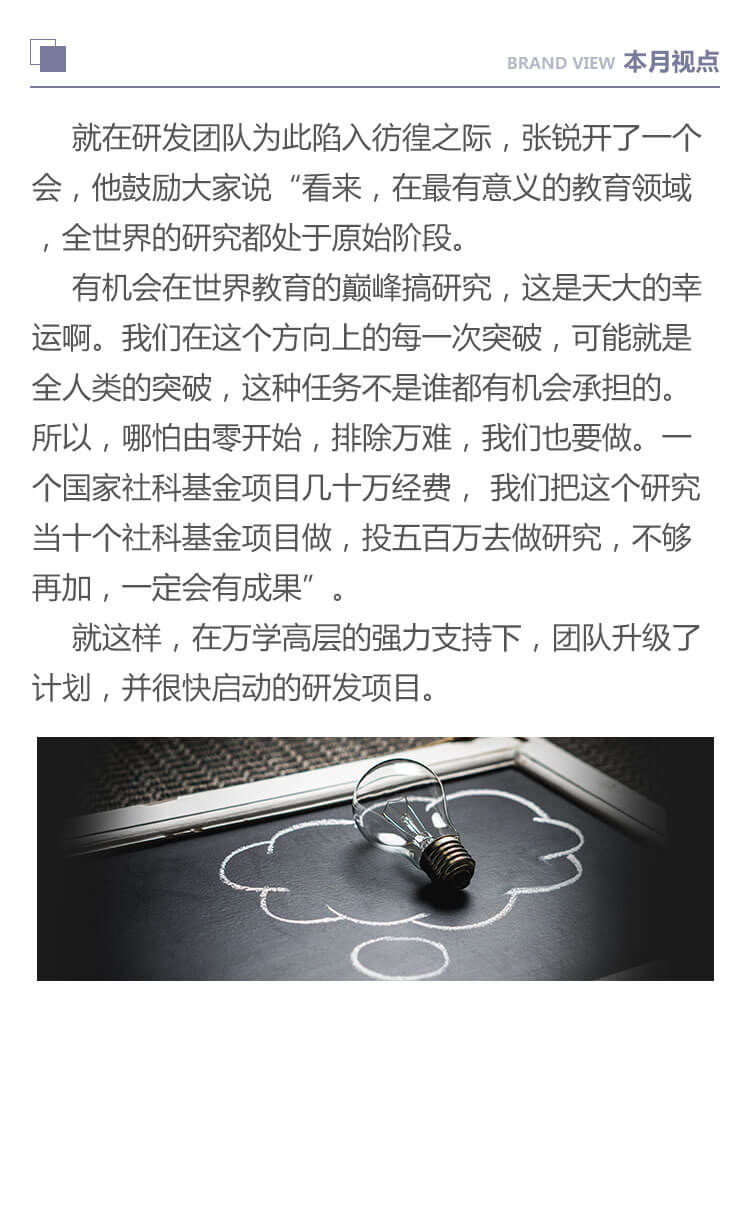 BRAND VIEW 本月视点
就在研发团队为此陷入彷徨之际，张锐开了一个
会，他鼓励大家说“看来，在最有意义的教育领域
，全世界的研究都处于原始阶段。
有机会在世界教育的巅峰搞研究，这是天大的幸
运啊。我们在这个方向上的每一次突破，可能就是
全人类的突破，这种任务不是谁都有机会承担的。
所以，哪怕由零开始，排除万难，我们也要做。一
个国家社科基金项目几十万经费， 我们把这个研究
当十个社科基金项目做，投五百万去做研究，不够
再加，一定会有成果”。
就这样，在万学高层的强力支持下，团队升级了
计划，并很快启动的研发项目。